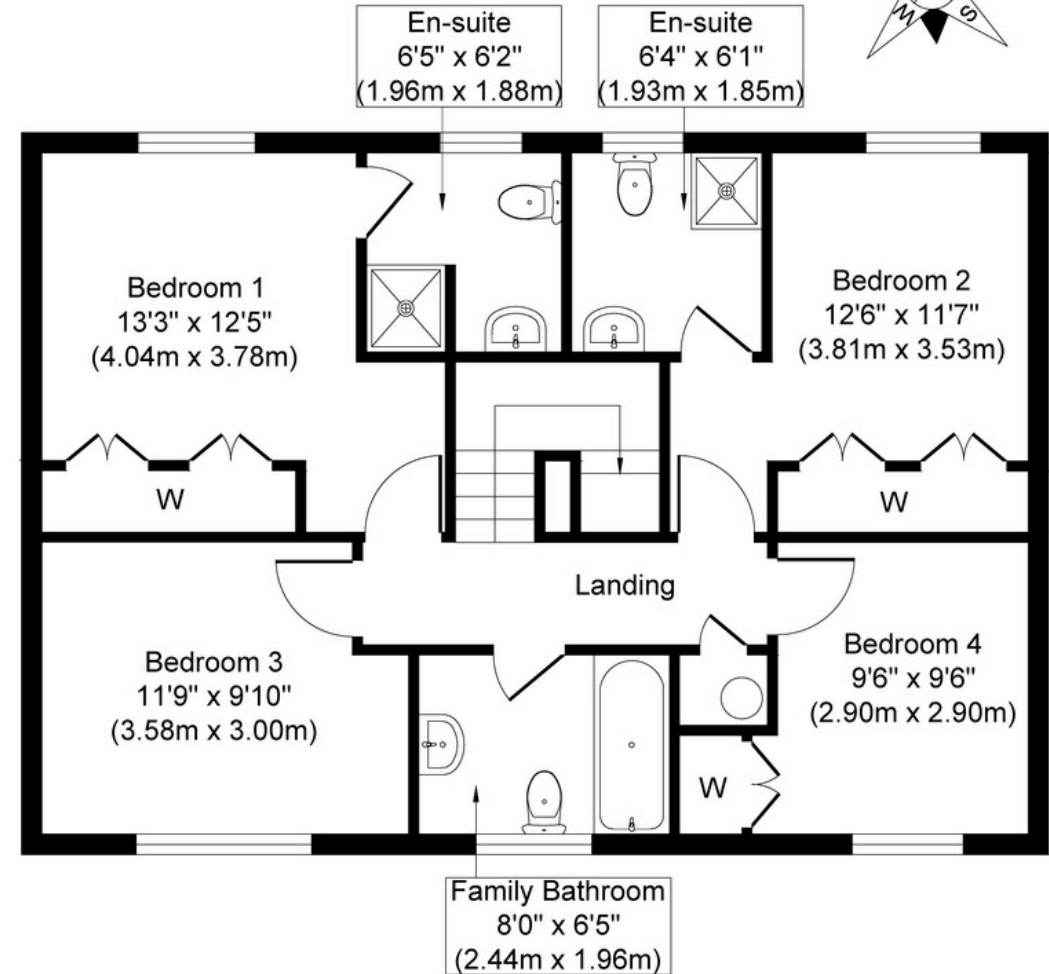 En-suite
6'5" x 6'2"
(1.96m x 1.88m)
En-suite
6'4" x 6'1"
(1.93m x 1.85m)
W
S
Bedroom 1
13'3" x 12'5"
(4.04m x 3.78m)
Bedroom 2
12'6" x 11'7"
(3.81m x 3.53m)
W
W
Landing
Bedroom 3
11'9" x 9'10"
(3.58m x 3.00m)
Bedroom 4
9'6" x 9'6"
(2.90m x 2.90m)
W
Family Bathroom
8'0" x 6'5"
(2.44m x 1.96m)